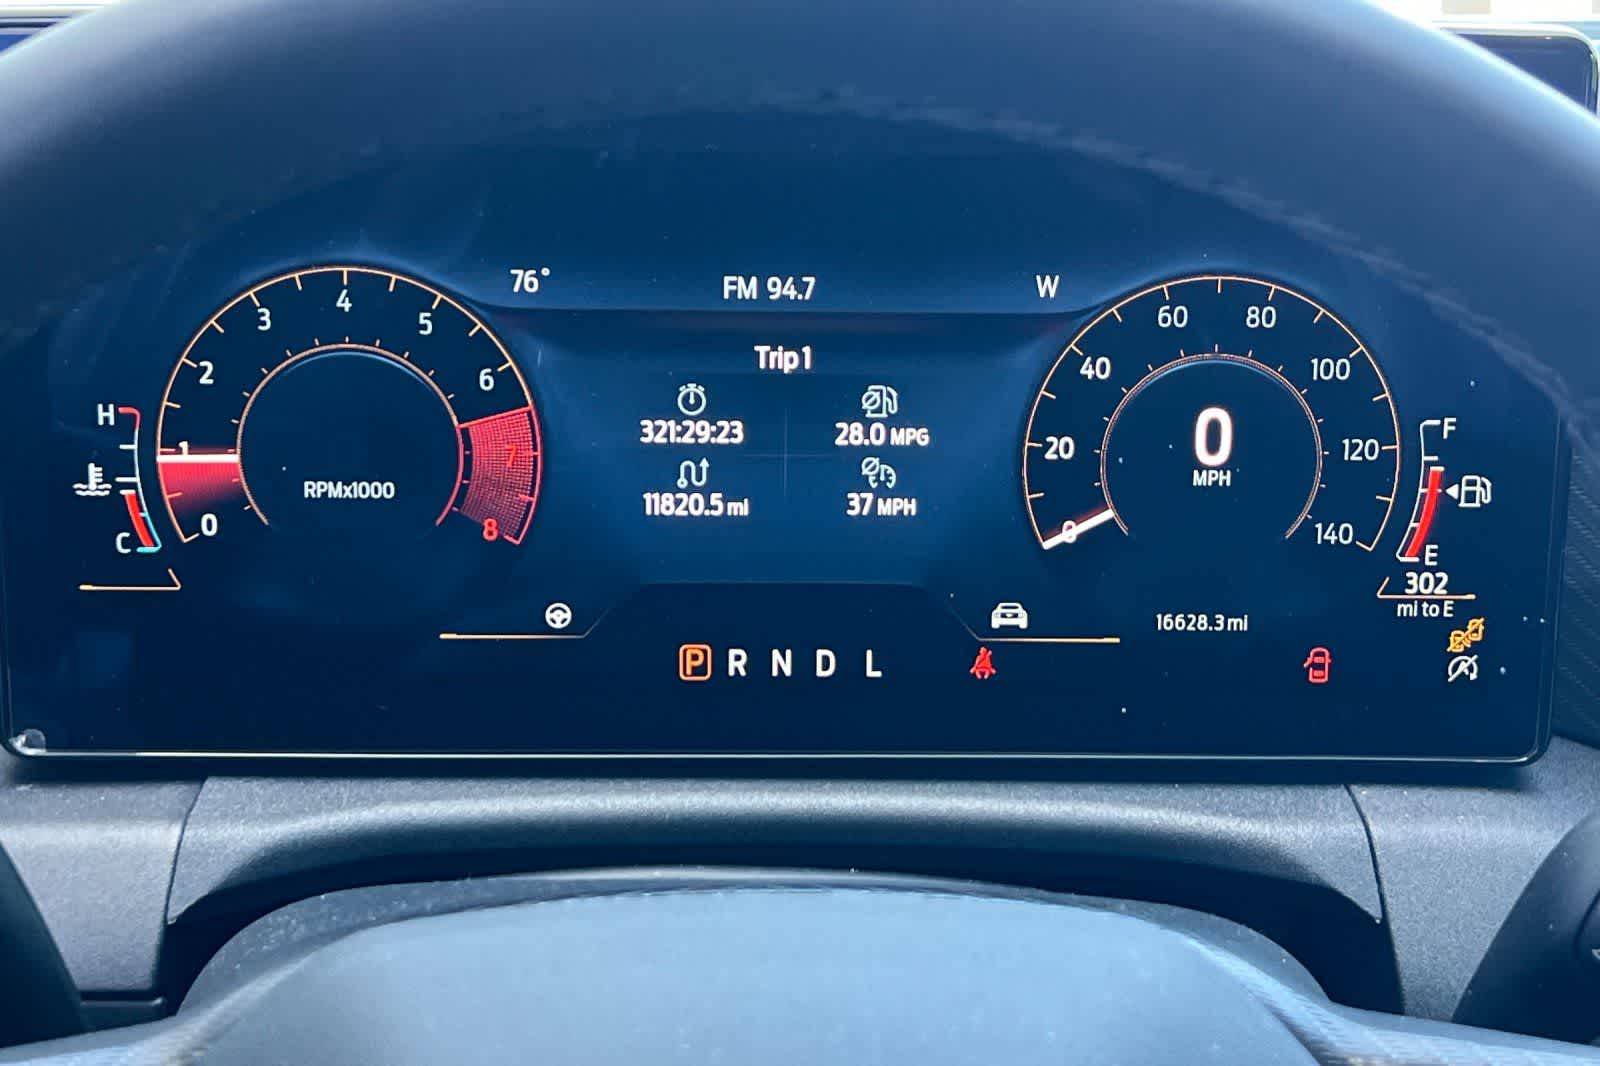 76° FM 94.7 W
Trip 1
321:29:23 28.0 MPG
11820.5 mi 37 MPH
0 1 2 3 4 5 6 7 8
RPMx1000
H
C
0 20 40 60 80 100 120 140
0
MPH
F
E
302
mi to E
16628.3 mi
P R N D L